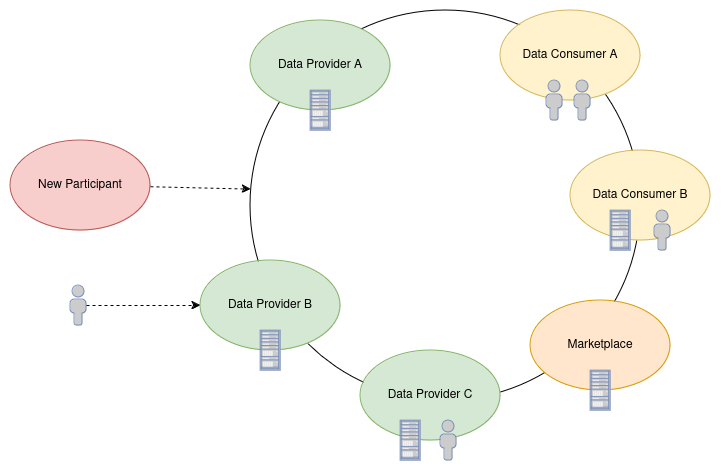 Data Provider A
Data Consumer A
New Participant
Data Consumer B
Data Provider B
Marketplace
Data Provider C